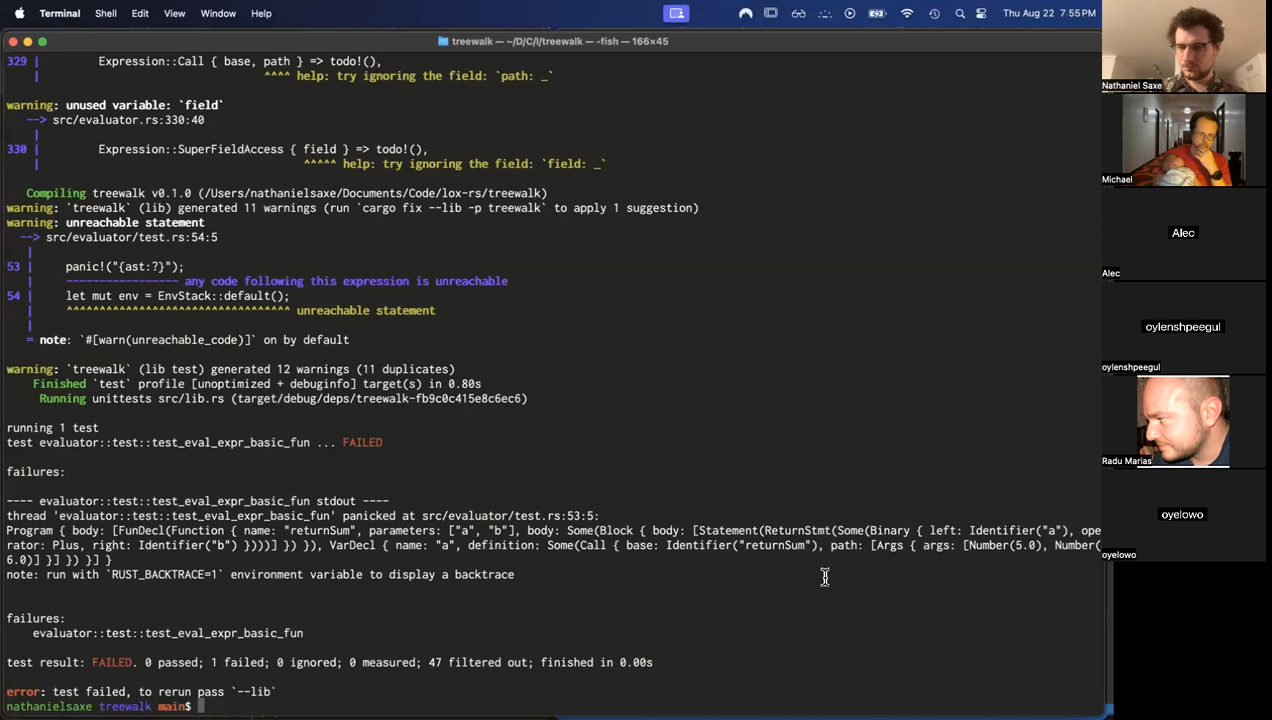 Terminal Shell Edit View Window Help Thu Aug 22 7:55 PM
treewalk — ~/D/C/l/treewalk — -fish — 166×45
329 | Expression::Call { base, path } => todo!(),
| ^^^^ help: try ignoring the field: `path: _`
warning: unused variable: `field`
--> src/evaluator.rs:330:40
|
330 | Expression::SuperFieldAccess { field } => todo!(),
| ^^^^^ help: try ignoring the field: `field: _`
Compiling treewalk v0.1.0 (/Users/nathanielsaxe/Documents/Code/lox-rs/treewalk)
warning: `treewalk` (lib) generated 11 warnings (run `cargo fix --lib -p treewalk` to apply 1 suggestion)
warning: unreachable statement
--> src/evaluator/test.rs:54:5
|
53 | panic!("{ast:?}");
| ----------------- any code following this expression is unreachable
54 | let mut env = EnvStack::default();
| ^^^^^^^^^^^^^^^^^^^^^^^^^^^^^^^^^^ unreachable statement
|
= note: `#[warn(unreachable_code)]` on by default
warning: `treewalk` (lib test) generated 12 warnings (11 duplicates)
Finished `test` profile [unoptimized + debuginfo] target(s) in 0.80s
Running unittests src/lib.rs (target/debug/deps/treewalk-fb9c0c415e8c6ec6)
running 1 test
test evaluator::test::test_eval_expr_basic_fun ... FAILED
failures:
---- evaluator::test::test_eval_expr_basic_fun stdout ----
thread 'evaluator::test::test_eval_expr_basic_fun' panicked at src/evaluator/test.rs:53:5:
Program { body: [FunDecl(Function { name: "returnSum", parameters: ["a", "b"], body: Some(Block { body: [Statement(ReturnStmt(Some(Binary { left: Identifier("a"), ope
rator: Plus, right: Identifier("b") })))] }) }), VarDecl { name: "a", definition: Some(Call { base: Identifier("returnSum"), path: [Args { args: [Number(5.0), Number(
6.0)] }] }) }] }
note: run with `RUST_BACKTRACE=1` environment variable to display a backtrace
failures:
evaluator::test::test_eval_expr_basic_fun
test result: FAILED. 0 passed; 1 failed; 0 ignored; 0 measured; 47 filtered out; finished in 0.00s
error: test failed, to rerun pass `--lib`
nathanielsaxe treewalk main$
Nathaniel Saxe
Michael
Alec
Alec
oylenshpeegul
oylenshpeegul
Radu Marias
oyelowo
oyelowo